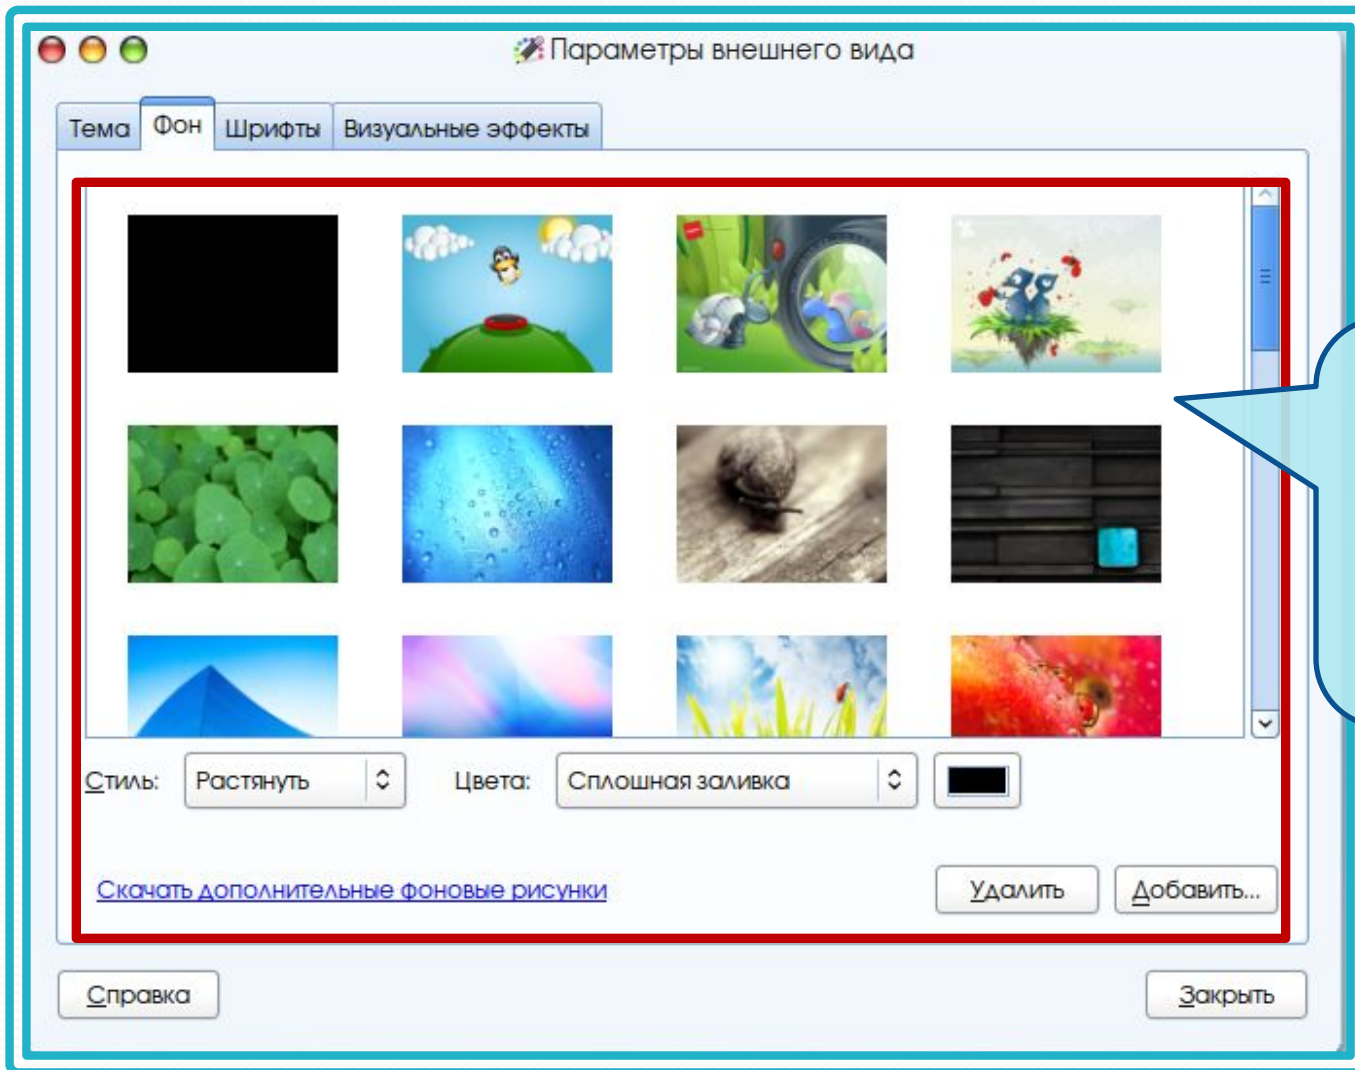 Параметры внешнего вида
Тема Фон Шрифты Визуальные эффекты
Стиль: Растянуть Цвета: Сплошная заливка
Скачать дополнительные фоновые рисунки Удалить Добавить...
Справка Закрыть